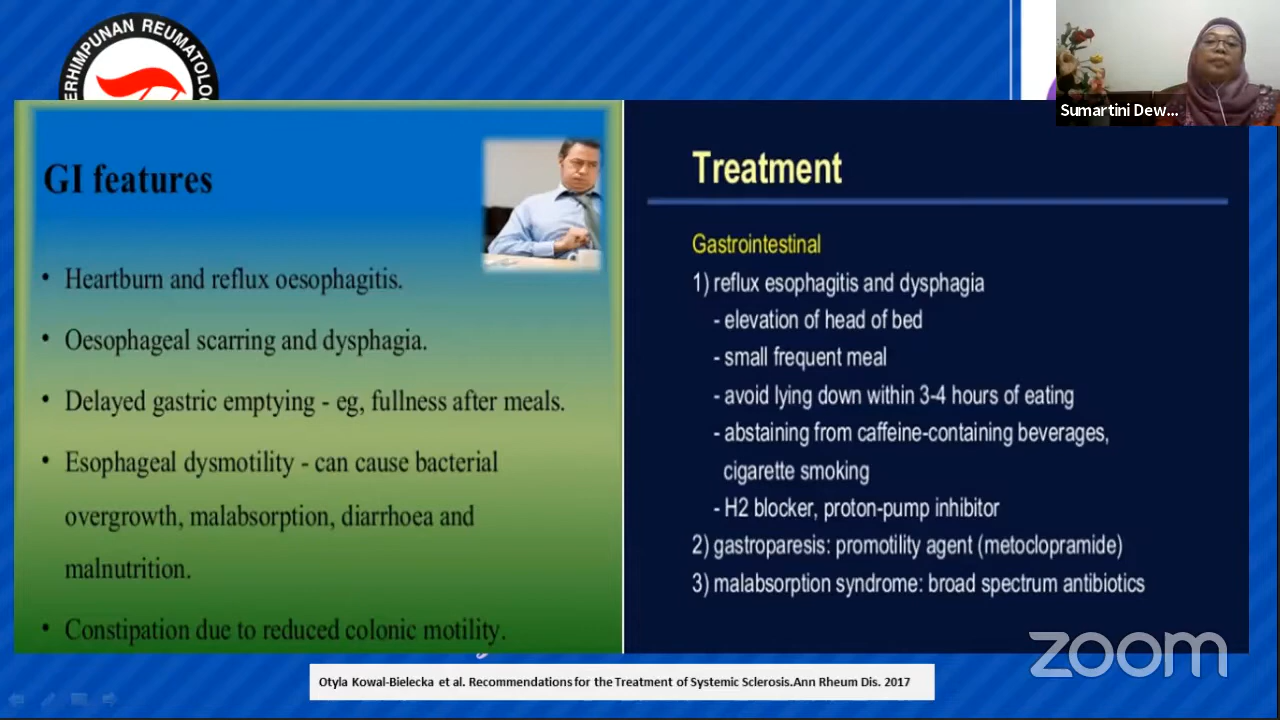 PERHIMPUNAN REUMATOLOG
Sumartini Dew...
GI features
• Heartburn and reflux oesophagitis.
• Oesophageal scarring and dysphagia.
• Delayed gastric emptying - eg, fullness after meals.
• Esophageal dysmotility - can cause bacterial
overgrowth, malabsorption, diarrhoea and
malnutrition.
• Constipation due to reduced colonic motility.
Treatment
Gastrointestinal
1) reflux esophagitis and dysphagia
- elevation of head of bed
- small frequent meal
- avoid lying down within 3-4 hours of eating
- abstaining from caffeine-containing beverages,
cigarette smoking
- H2 blocker, proton-pump inhibitor
2) gastroparesis: promotility agent (metoclopramide)
3) malabsorption syndrome: broad spectrum antibiotics
zoom
Otyla Kowal-Bielecka et al. Recommendations for the Treatment of Systemic Sclerosis.Ann Rheum Dis. 2017